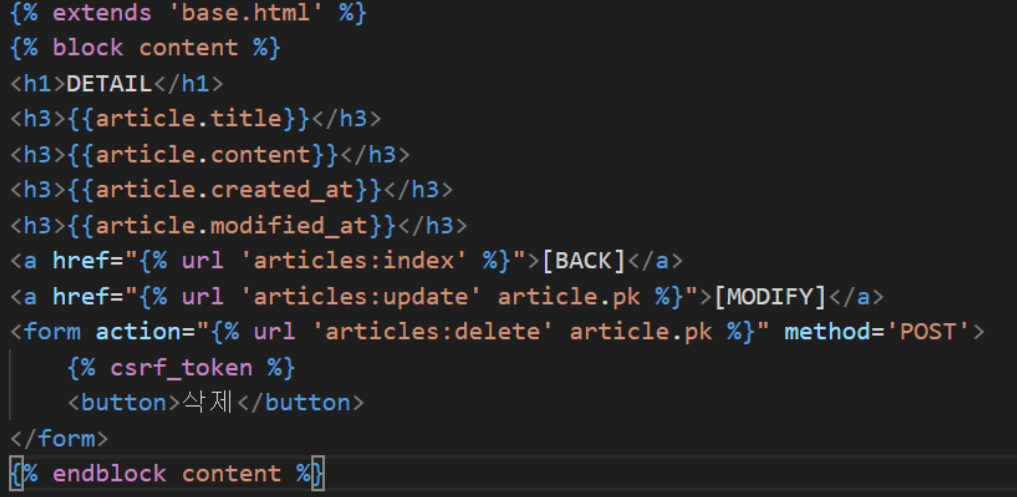 {% extends 'base.html' %}
{% block content %}
<h1>DETAIL</h1>
<h3>{{article.title}}</h3>
<h3>{{article.content}}</h3>
<h3>{{article.created_at}}</h3>
<h3>{{article.modified_at}}</h3>
<a href="{% url 'articles:index' %}">[BACK]</a>
<a href="{% url 'articles:update' article.pk %}">[MODIFY]</a>
<form action="{% url 'articles:delete' article.pk %}" method='POST'>
    {% csrf_token %}
    <button>삭제</button>
</form>
{% endblock content %}